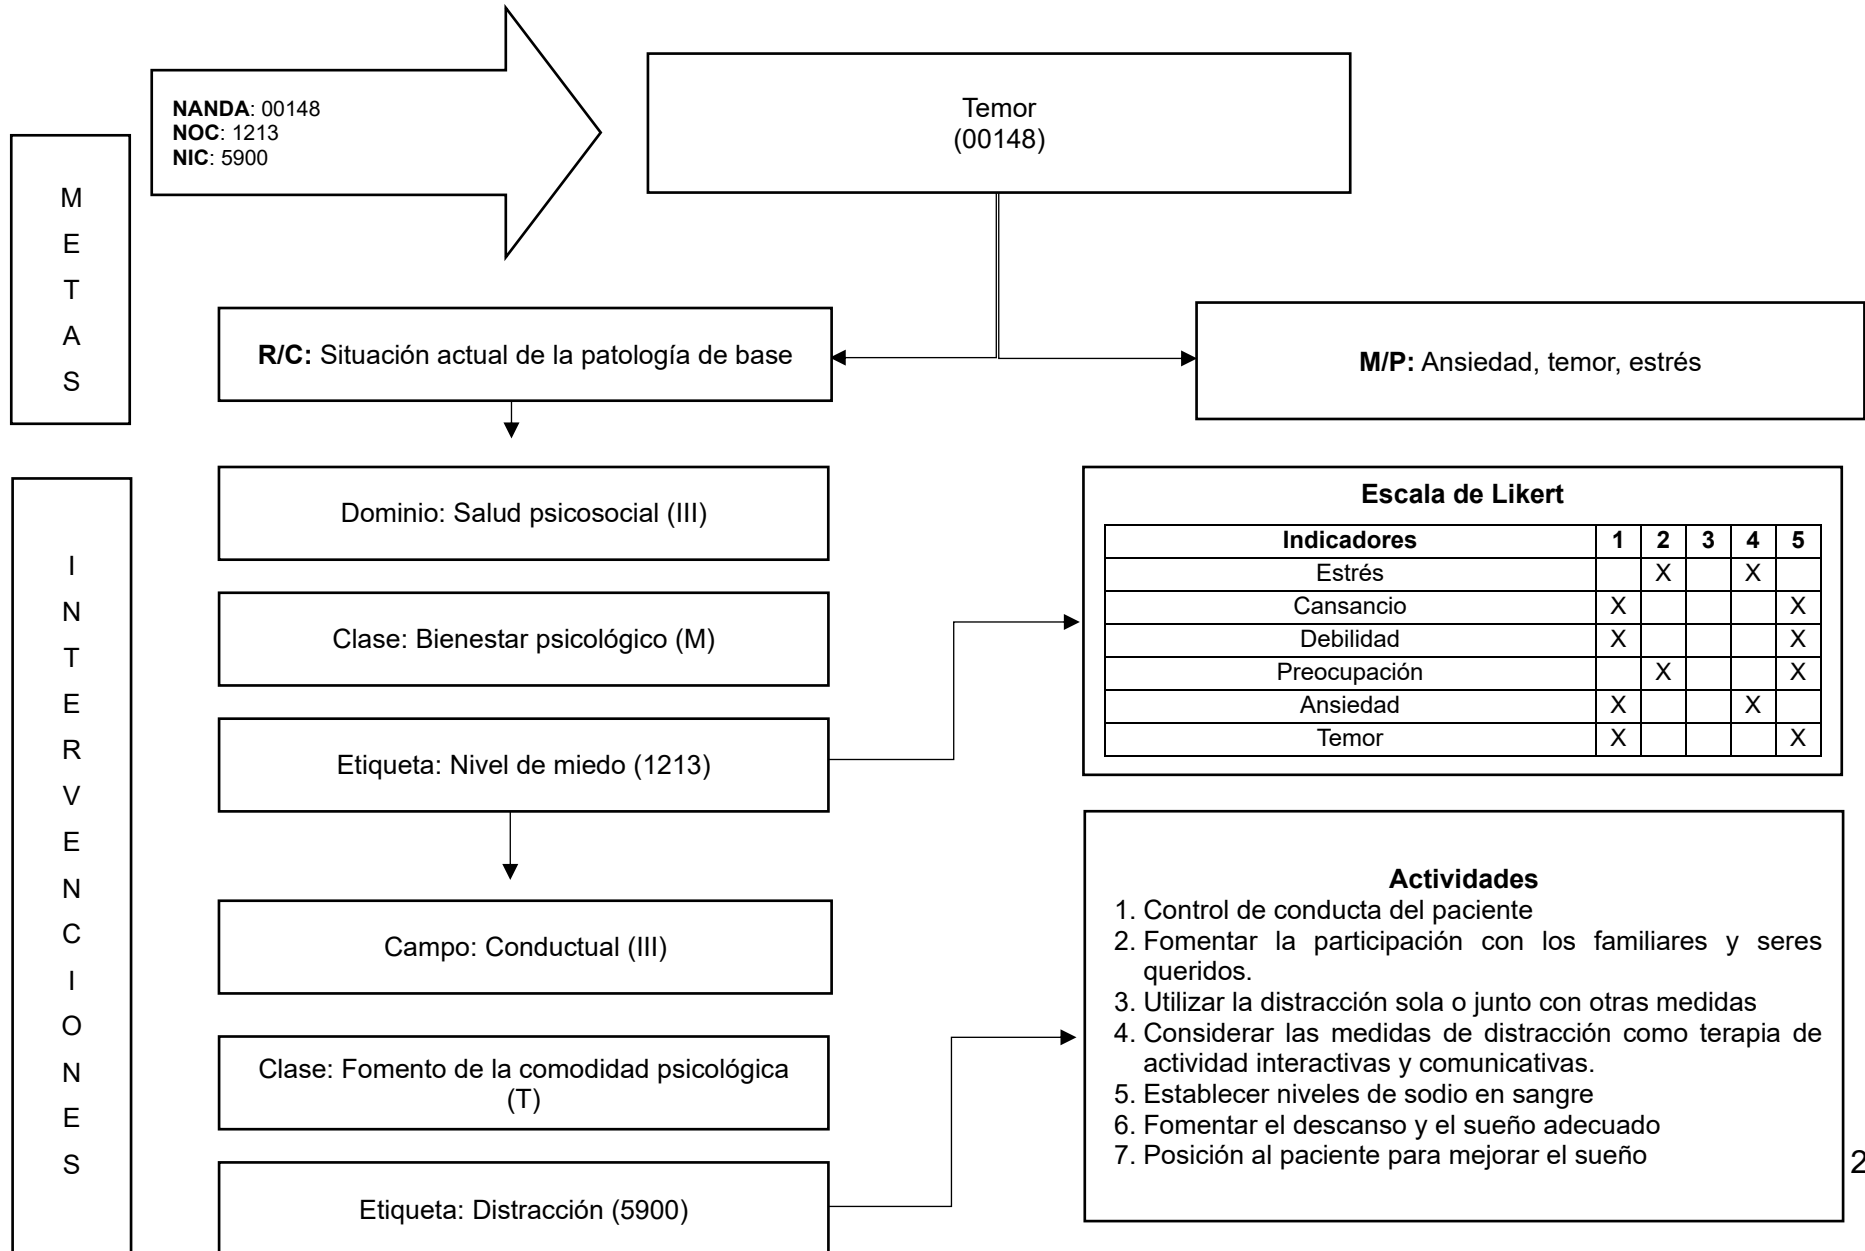 NANDA: 00148
NOC: 1213
NIC: 5900
Temor
(00148)
M
E
T
A
S
R/C: Situación actual de la patología de base
M/P: Ansiedad, temor, estrés
I
N
T
E
R
V
E
N
C
I
O
N
E
S
Dominio: Salud psicosocial (III)
Clase: Bienestar psicológico (M)
Etiqueta: Nivel de miedo (1213)
Escala de Likert
Indicadores 1 2 3 4 5
Estrés X X
Cansancio X X
Debilidad X X
Preocupación X X
Ansiedad X X
Temor X X
Campo: Conductual (III)
Clase: Fomento de la comodidad psicológica
(T)
Etiqueta: Distracción (5900)
Actividades
1. Control de conducta del paciente
2. Fomentar la participación con los familiares y seres
queridos.
3. Utilizar la distracción sola o junto con otras medidas
4. Considerar las medidas de distracción como terapia de
actividad interactivas y comunicativas.
5. Establecer niveles de sodio en sangre
6. Fomentar el descanso y el sueño adecuado
7. Posición al paciente para mejorar el sueño
2